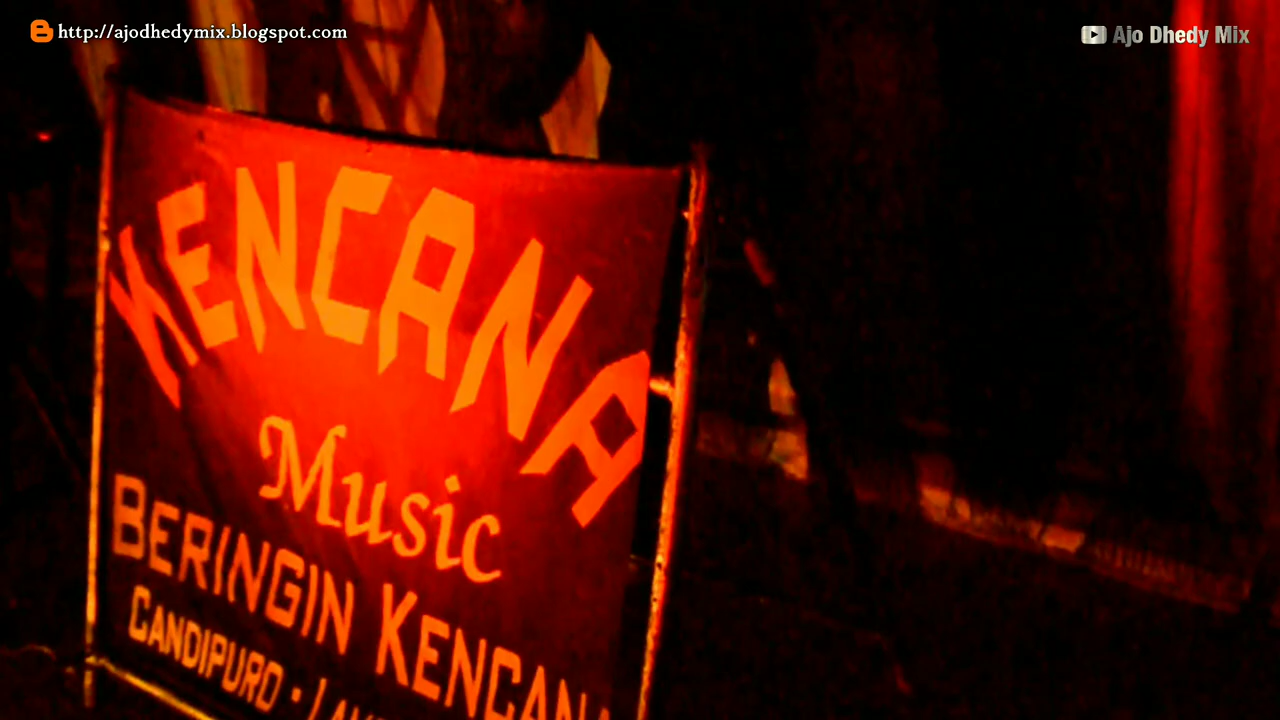 http://ajodhedymix.blogspot.com
Ajo Dhedy Mix
KENCANA
Music
BERINGIN KENCANA
CANDIPURO ·